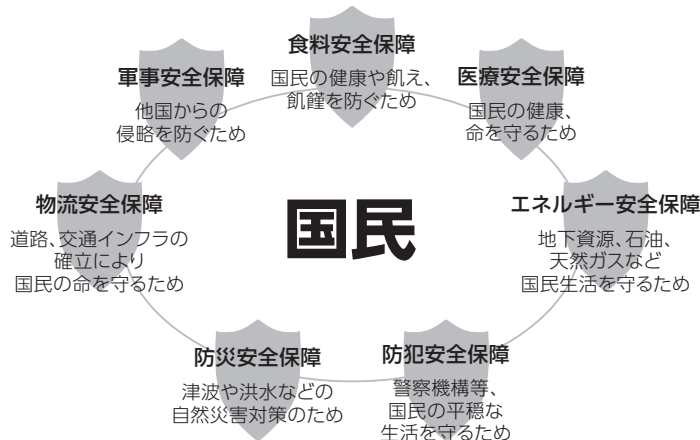 食料安全保障
国民の健康や飢え、
飢饉を防ぐため
医療安全保障
国民の健康、
命を守るため
エネルギー安全保障
地下資源、石油、
天然ガスなど
国民生活を守るため
防犯安全保障
警察機構等、
国民の平穏な
生活を守るため
防災安全保障
津波や洪水などの
自然災害対策のため
物流安全保障
道路、交通インフラの
確立により
国民の命を守るため
軍事安全保障
他国からの
侵略を防ぐため
国民